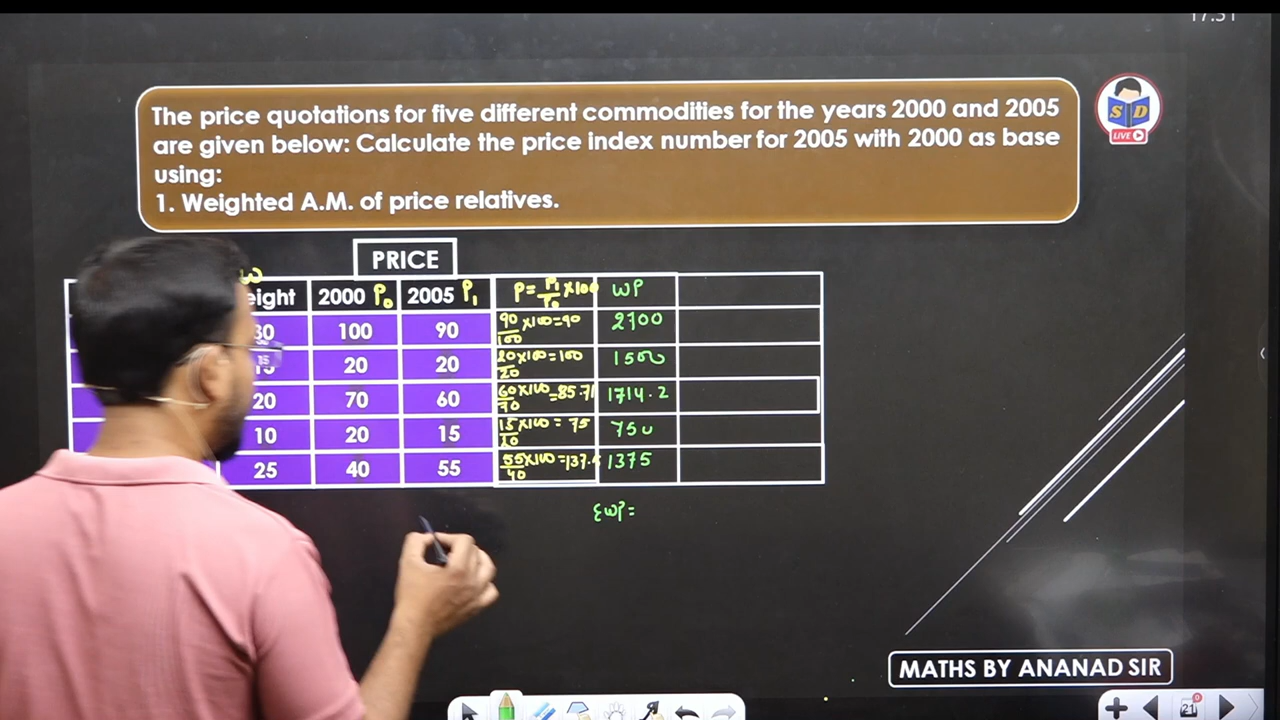 17:31
The price quotations for five different commodities for the years 2000 and 2005
are given below: Calculate the price index number for 2005 with 2000 as base
using:
1. Weighted A.M. of price relatives.
S D
LIVE
PRICE
W
eight 2000 P₀ 2005 P₁ P = P₁/P₀ × 100 WP
30 100 90 90/100 × 100 = 90 2700
15 20 20 20/20 × 100 = 100 1500
20 70 60 60/70 × 100 = 85.71 1714.2
10 20 15 15/20 × 100 = 75 750
25 40 55 55/40 × 100 = 137. 1375
ΣWP =
MATHS BY ANANAD SIR
21